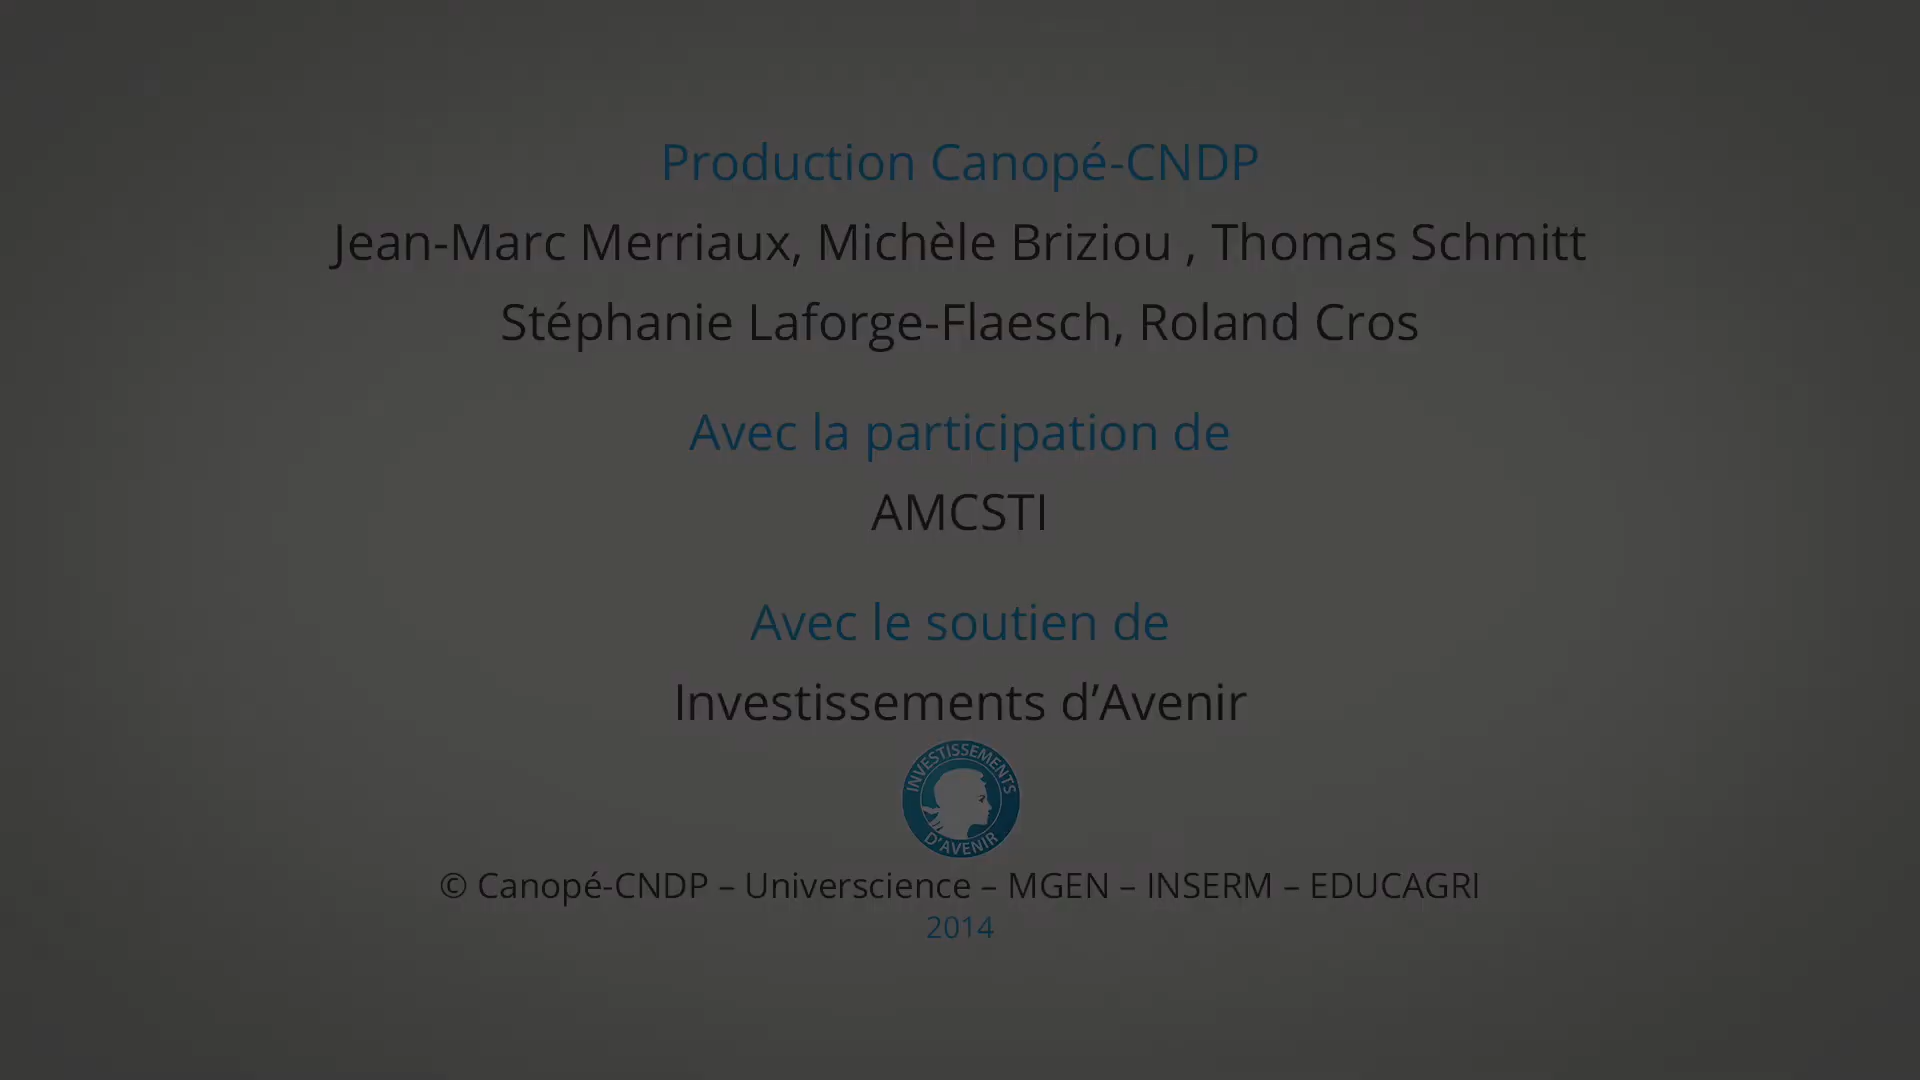 Production Canopé-CNDP
Jean-Marc Merriaux, Michèle Briziou , Thomas Schmitt
Stéphanie Laforge-Flaesch, Roland Cros
Avec la participation de
AMCSTI
Avec le soutien de
Investissements d’Avenir
INVESTISSEMENTS
D'AVENIR
© Canopé-CNDP – Universcience – MGEN – INSERM – EDUCAGRI
2014